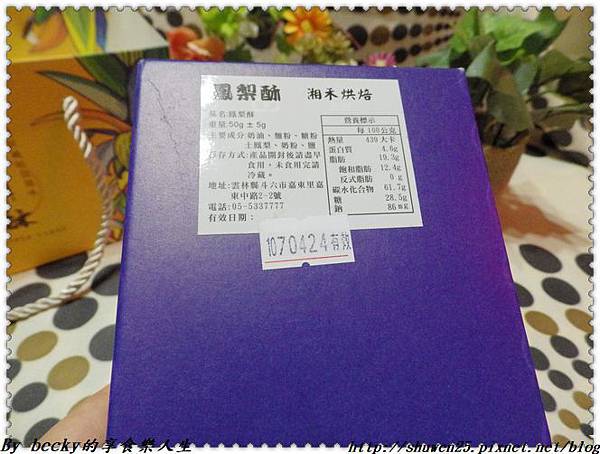 鳳梨酥 湘禾烘焙
品名:鳳梨酥
重量:50g ± 5g
主要成分:奶油、麵粉、糖粉
土鳳梨、奶粉、鹽
保存方式:產品開封後請盡早
食用,未食用完請
冷藏。
地址:雲林縣斗六市嘉東里嘉
東中路2-2號
電話:05-5337777
有效日期:
營養標示
每 100公克
熱量 439大卡
蛋白質 4.6g
脂肪 19.3g
飽和脂肪 12.4g
反式脂肪 0 g
碳水化合物 61.7g
糖 28.5g
鈉 86mg
1070424有效
By becky的享食樂人生
http://shuwen25.pixnet.net/blog